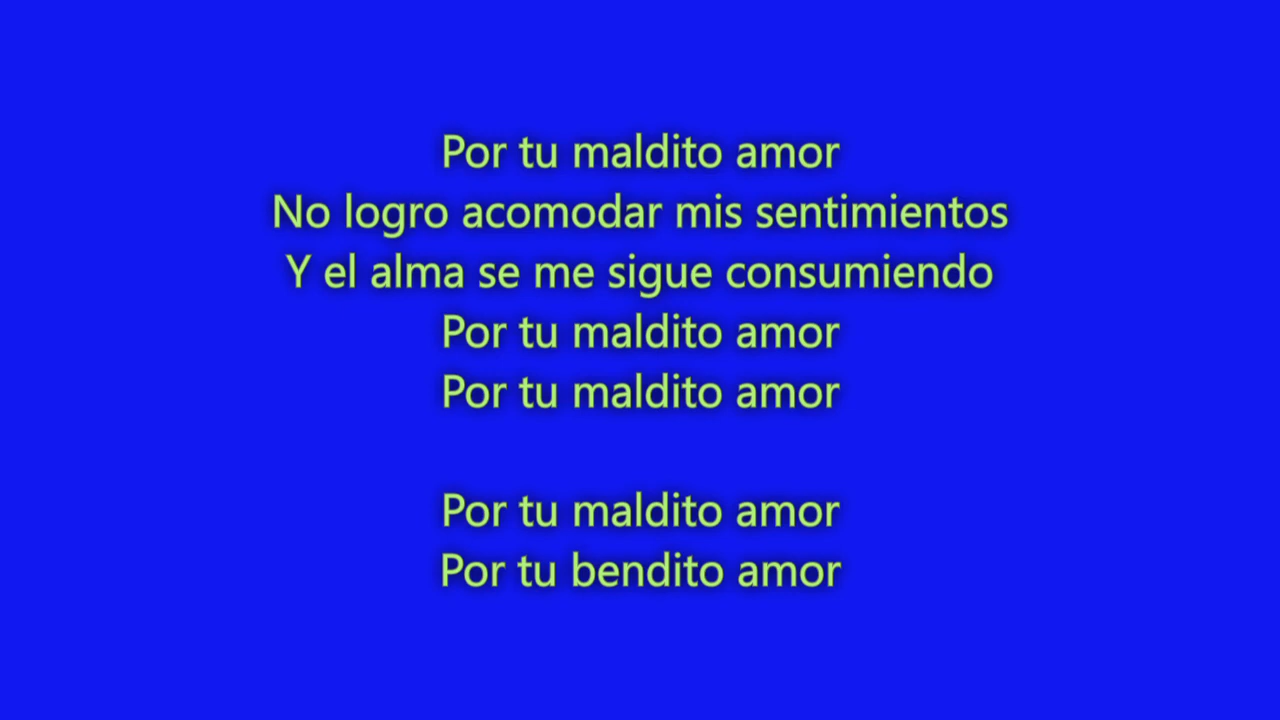 Por tu maldito amor
No logro acomodar mis sentimientos
Y el alma se me sigue consumiendo
Por tu maldito amor
Por tu maldito amor
Por tu maldito amor
Por tu bendito amor